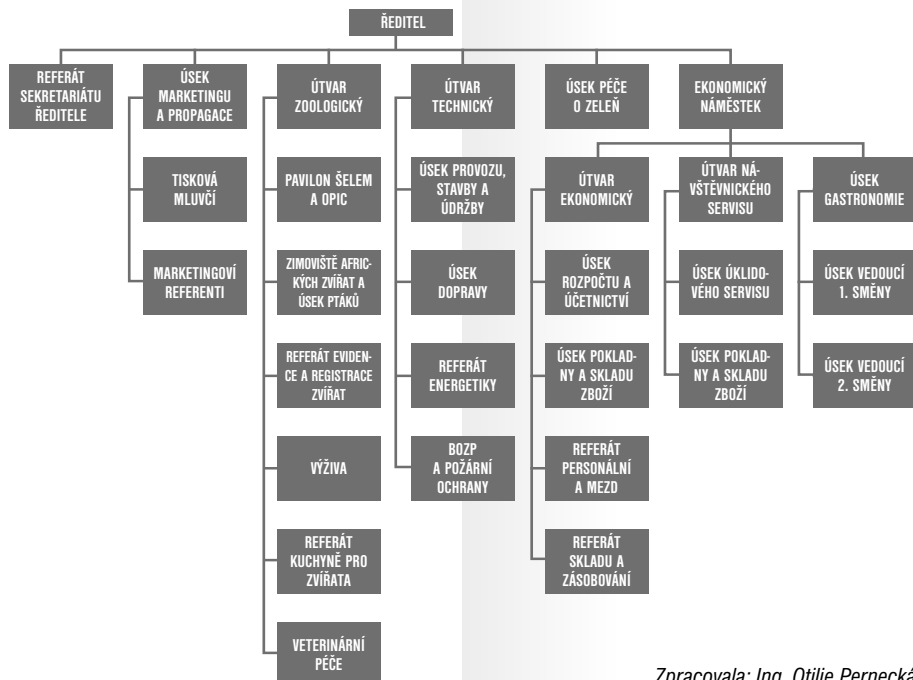 ŘEDITEL
REFERÁT
SEKRETARIÁTU
ŘEDITELE
ÚSEK
MARKETINGU
A PROPAGACE
ÚTVAR
ZOOLOGICKÝ
ÚTVAR
TECHNICKÝ
ÚSEK PÉČE
O ZELEŇ
EKONOMICKÝ
NÁMĚSTEK
TISKOVÁ
MLUVČÍ
PAVILON ŠELEM
A OPIC
ÚSEK PROVOZU,
STAVBY A
ÚDRŽBY
ÚTVAR
EKONOMICKÝ
ÚTVAR NÁ-
VŠTĚVNICKÉHO
SERVISU
ÚSEK
GASTRONOMIE
MARKETINGOVÍ
REFERENTI
ZIMOVIŠTĚ AFRIC-
KÝCH ZVÍŘAT A
ÚSEK PTÁKŮ
ÚSEK
DOPRAVY
ÚSEK
ROZPOČTU A
ÚČETNICTVÍ
ÚSEK ÚKLIDO-
VÉHO SERVISU
ÚSEK VEDOUCÍ
1. SMĚNY
REFERÁT EVIDEN-
CE A REGISTRACE
ZVÍŘAT
REFERÁT
ENERGETIKY
ÚSEK POKLAD-
NY A SKLADU
ZBOŽÍ
ÚSEK POKLAD-
NY A SKLADU
ZBOŽÍ
ÚSEK VEDOUCÍ
2. SMĚNY
VÝŽIVA
BOZP
A POŽÁRNÍ
OCHRANY
REFERÁT
PERSONÁLNÍ
A MEZD
REFERÁT
KUCHYNĚ PRO
ZVÍŘATA
REFERÁT
SKLADU A
ZÁSOBOVÁNÍ
VETERINÁRNÍ
PÉČE
Zpracovala: Ing. Otilie Pernecká